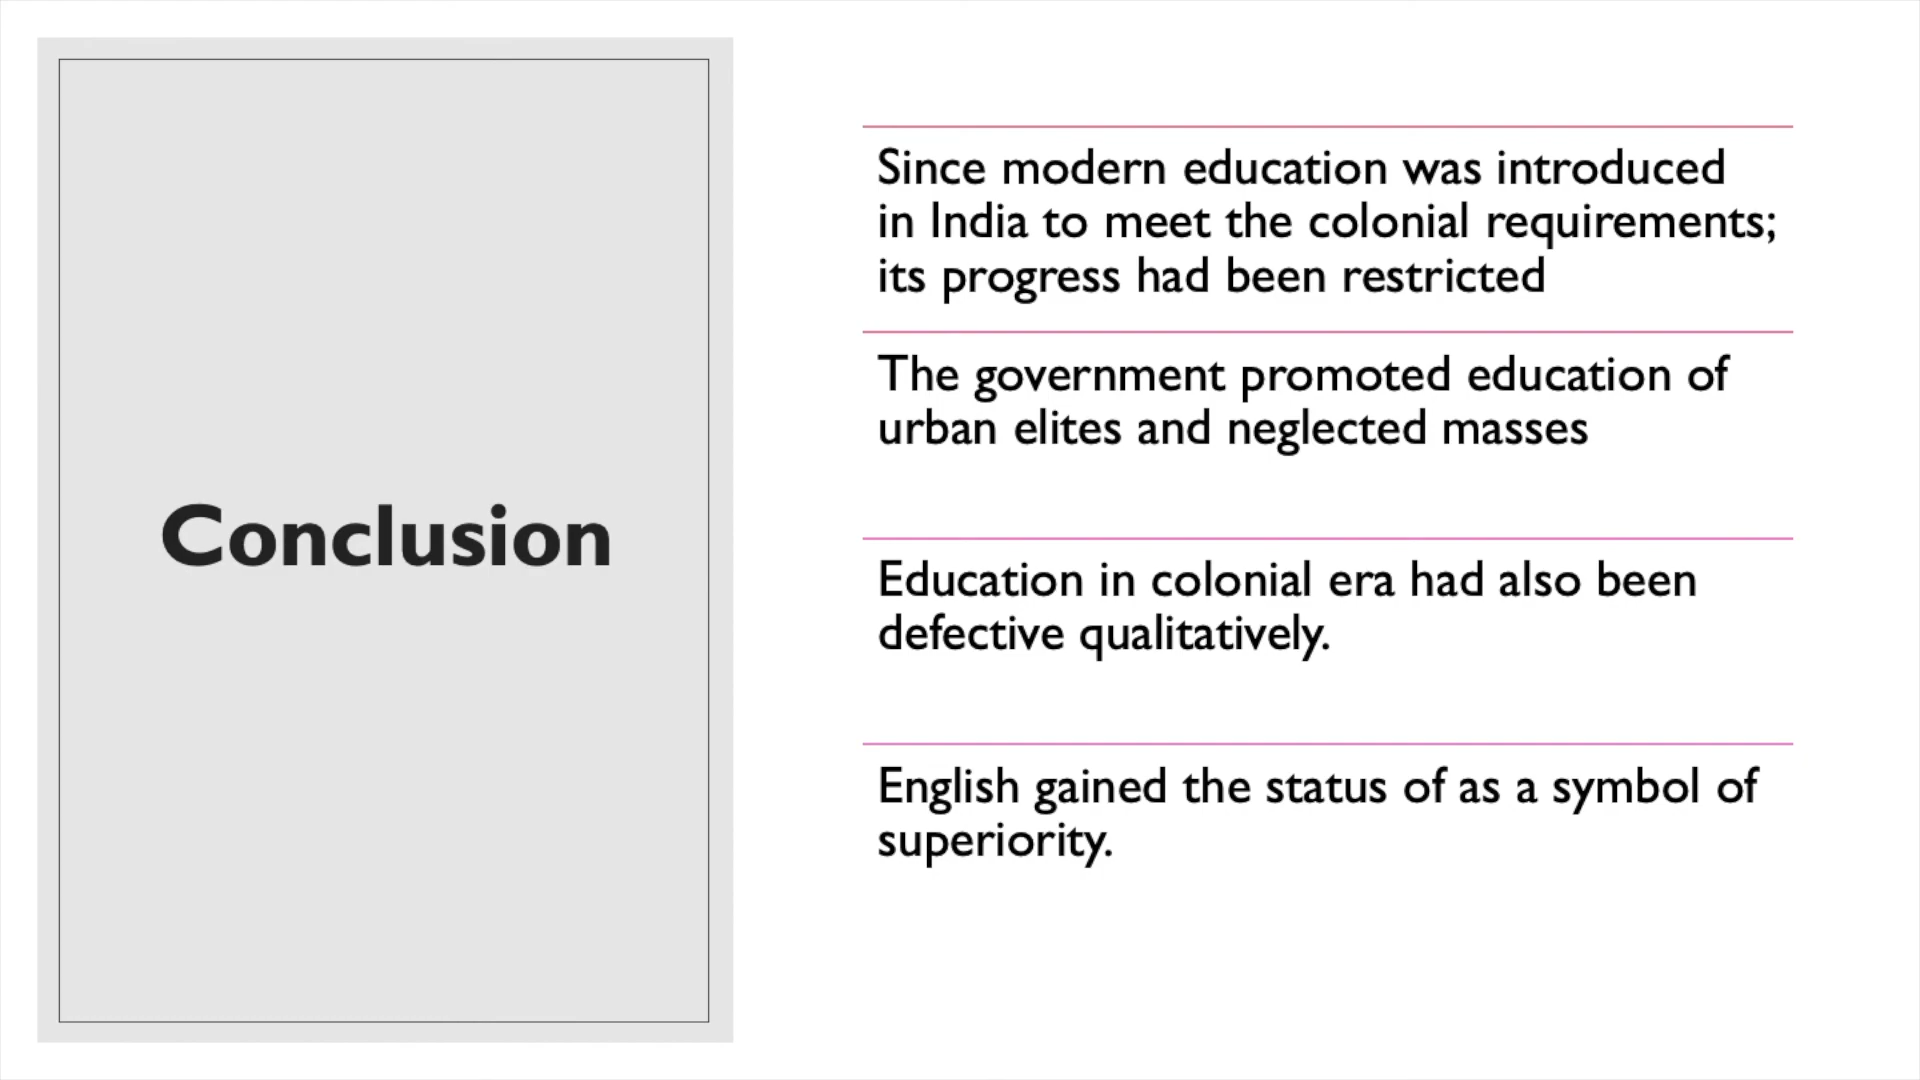 Conclusion
Since modern education was introduced
in India to meet the colonial requirements;
its progress had been restricted
The government promoted education of
urban elites and neglected masses
Education in colonial era had also been
defective qualitatively.
English gained the status of as a symbol of
superiority.